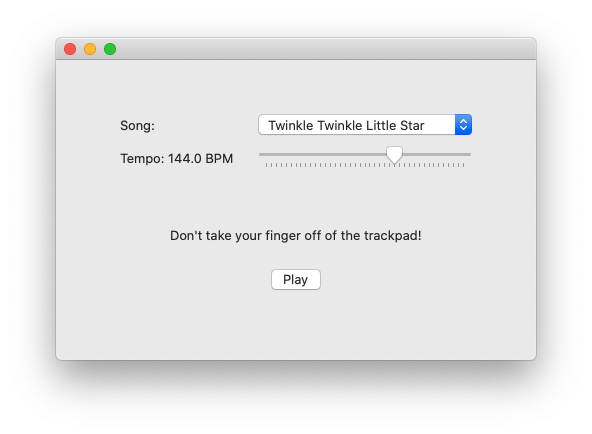 Song: Twinkle Twinkle Little Star
Tempo: 144.0 BPM
Don't take your finger off of the trackpad!
Play